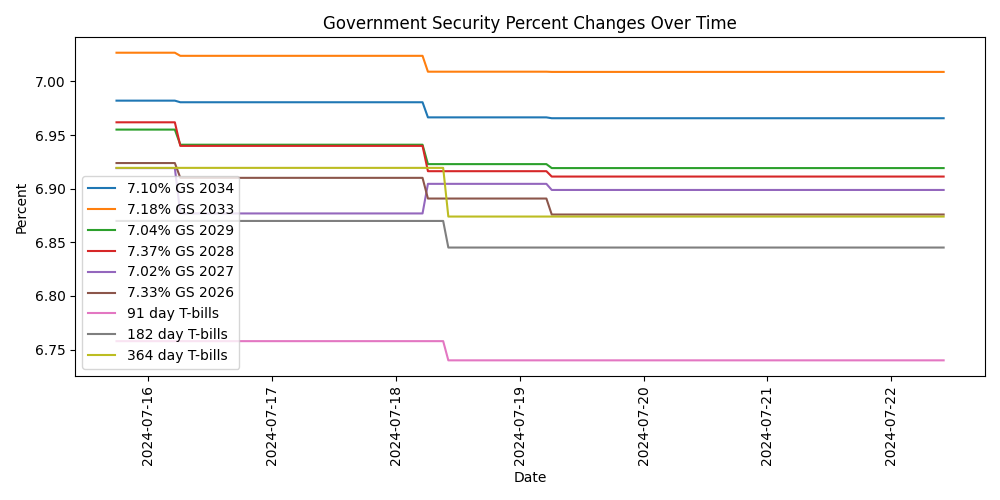 Government Security Percent Changes Over Time
Percent
7.00
6.95
6.90
6.85
6.80
6.75
7.10% GS 2034
7.18% GS 2033
7.04% GS 2029
7.37% GS 2028
7.02% GS 2027
7.33% GS 2026
91 day T-bills
182 day T-bills
364 day T-bills
2024-07-16
2024-07-17
2024-07-18
2024-07-19
2024-07-20
2024-07-21
2024-07-22
Date